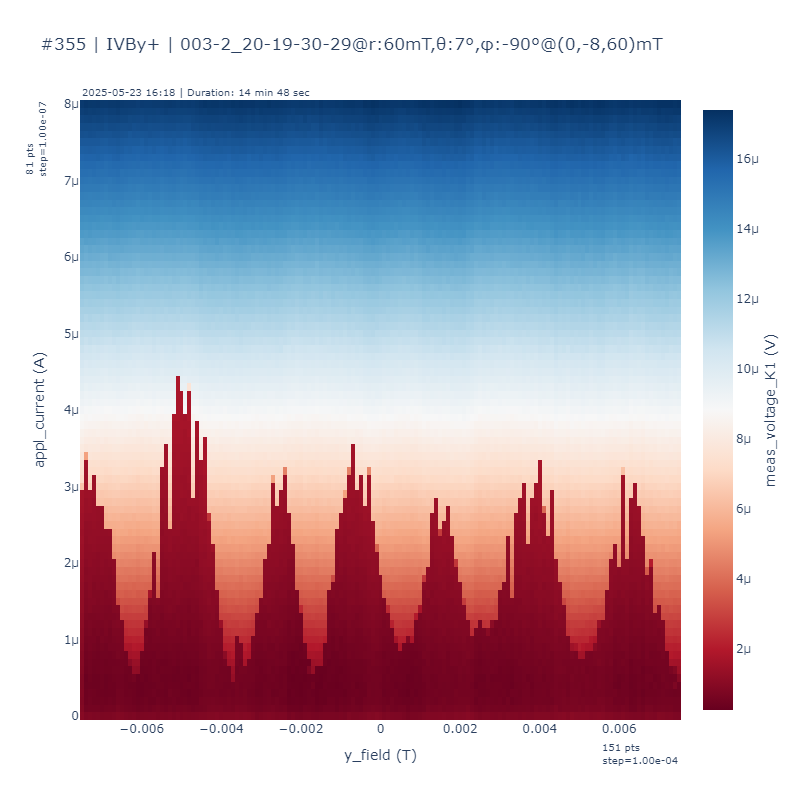 #355 | IVBy+ | 003-2_20-19-30-29@r:60mT,θ:7°,φ:-90°@(0,-8,60)mT
2025-05-23 16:18 | Duration: 14 min 48 sec
81 pts
step=1.00e-07
8μ
7μ
6μ
5μ
4μ
3μ
2μ
1μ
0
appl_current (A)
−0.006
−0.004
−0.002
0
0.002
0.004
0.006
y_field (T)
151 pts
step=1.00e-04
16μ
14μ
12μ
10μ
8μ
6μ
4μ
2μ
meas_voltage_K1 (V)